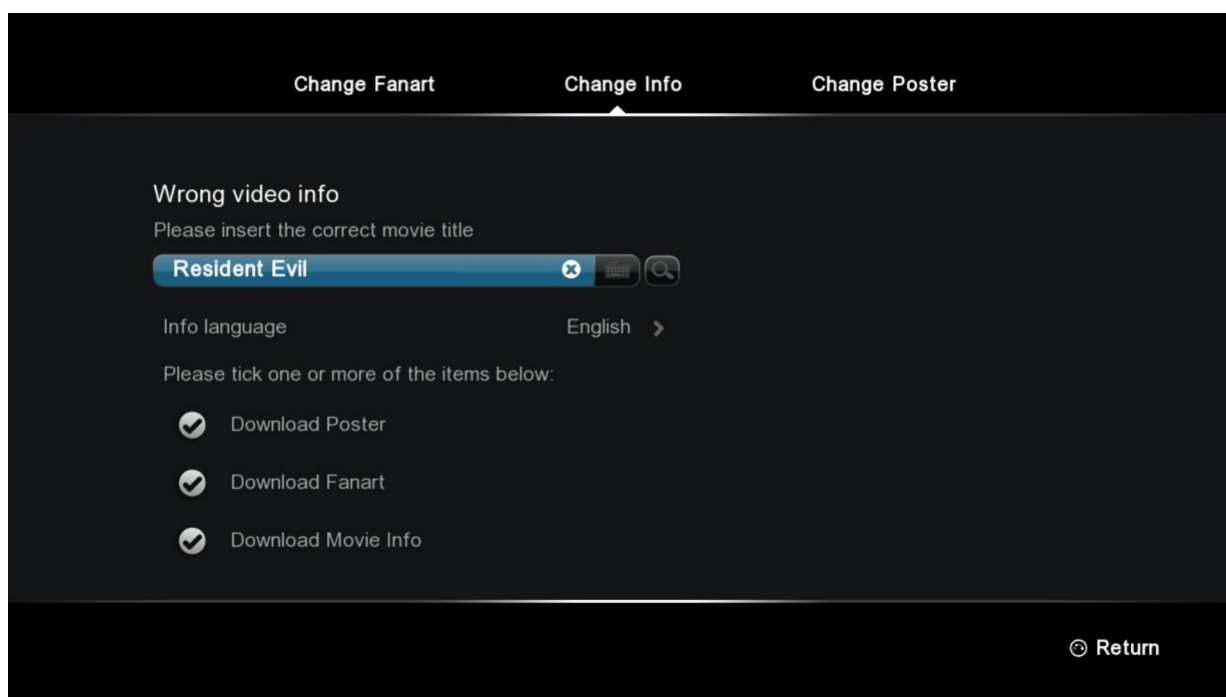 Change Fanart Change Info Change Poster
Wrong video info
Please insert the correct movie title
Resident Evil
Info language English
Please tick one or more of the items below:
Download Poster
Download Fanart
Download Movie Info
Return